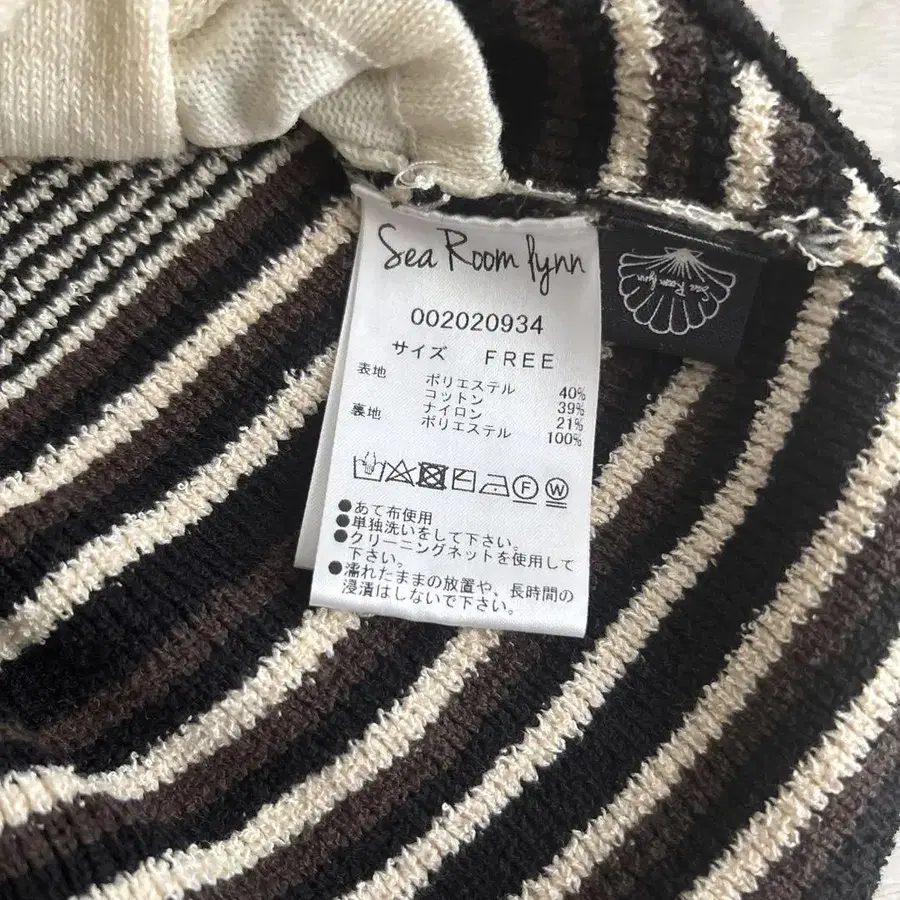 Sea Room lynn
002020934
サイズ FREE
表地 ポリエステル 40%
コットン 39%
ナイロン 21%
裏地 ポリエステル 100%
F W
●あて布使用
●単独洗いをして下さい。
●クリーニングネットを使用して
下さい。
●濡れたままの放置や、長時間の
浸漬はしないで下さい。
Sea Room lynn